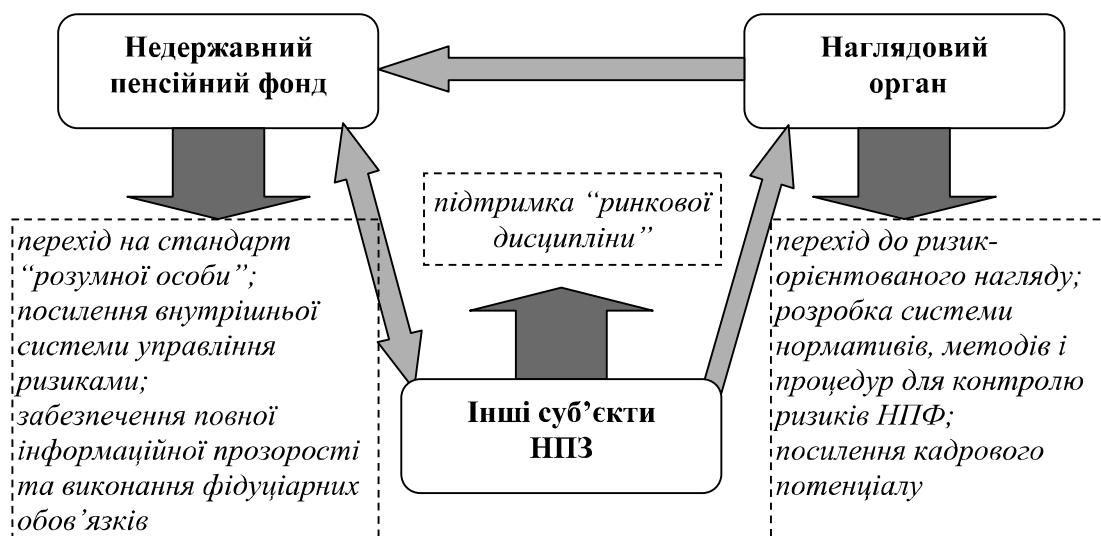 Недержавний
пенсійний фонд
Наглядовий
орган
підтримка “ринкової
дисципліни”
перехід на стандарт
“розумної особи”;
посилення внутрішньої
системи управління
ризиками;
забезпечення повної
інформаційної прозорості
та виконання фідуціарних
обов’язків
Інші суб’єкти
НПЗ
перехід до ризик-
орієнтованого нагляду;
розробка системи
нормативів, методів і
процедур для контролю
ризиків НПФ;
посилення кадрового
потенціалу